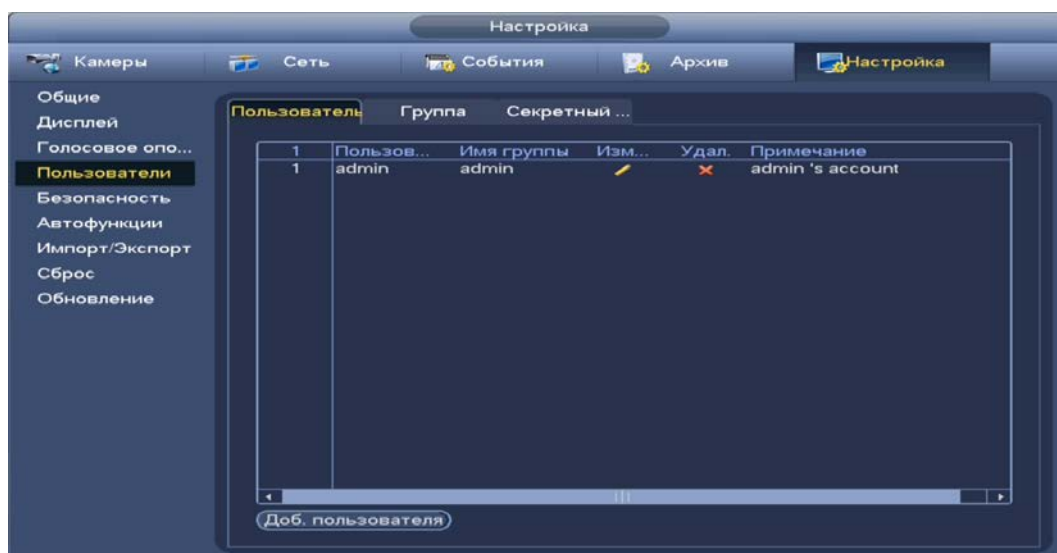 Настройка
Камеры Сеть События Архив Настройка
Общие
Дисплей
Голосовое опо...
Пользователи
Безопасность
Автофункции
Импорт/Экспорт
Сброс
Обновление
Пользователь Группа Секретный ...
1 Пользов... Имя группы Изм... Удал. Примечание
1 admin admin admin 's account
Доб. пользователя